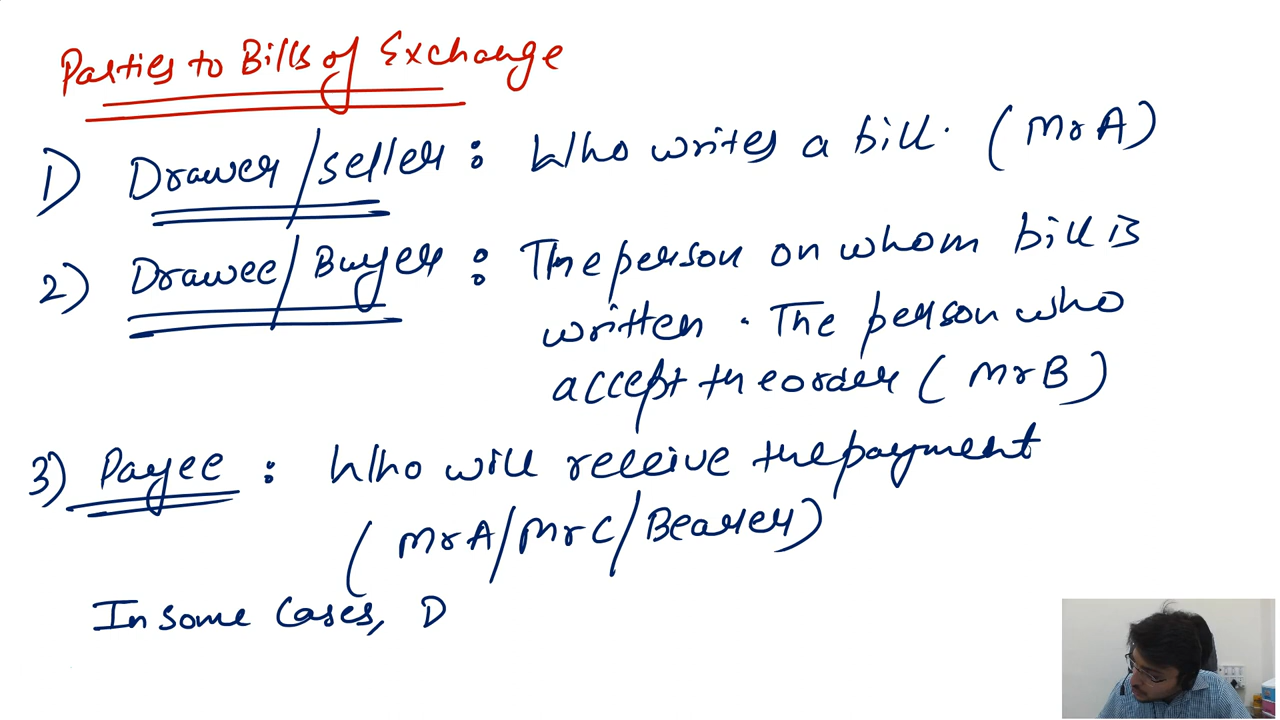 Parties to Bills of Exchange
1) Drawer/seller : Who writes a bill. (Mr A)
2) Drawee/Buyer : The person on whom bill is
written. The person who
accept the order (Mr B)
3) Payee : Who will receive the payment
(Mr A/Mr C/Bearer)
In some Cases, D